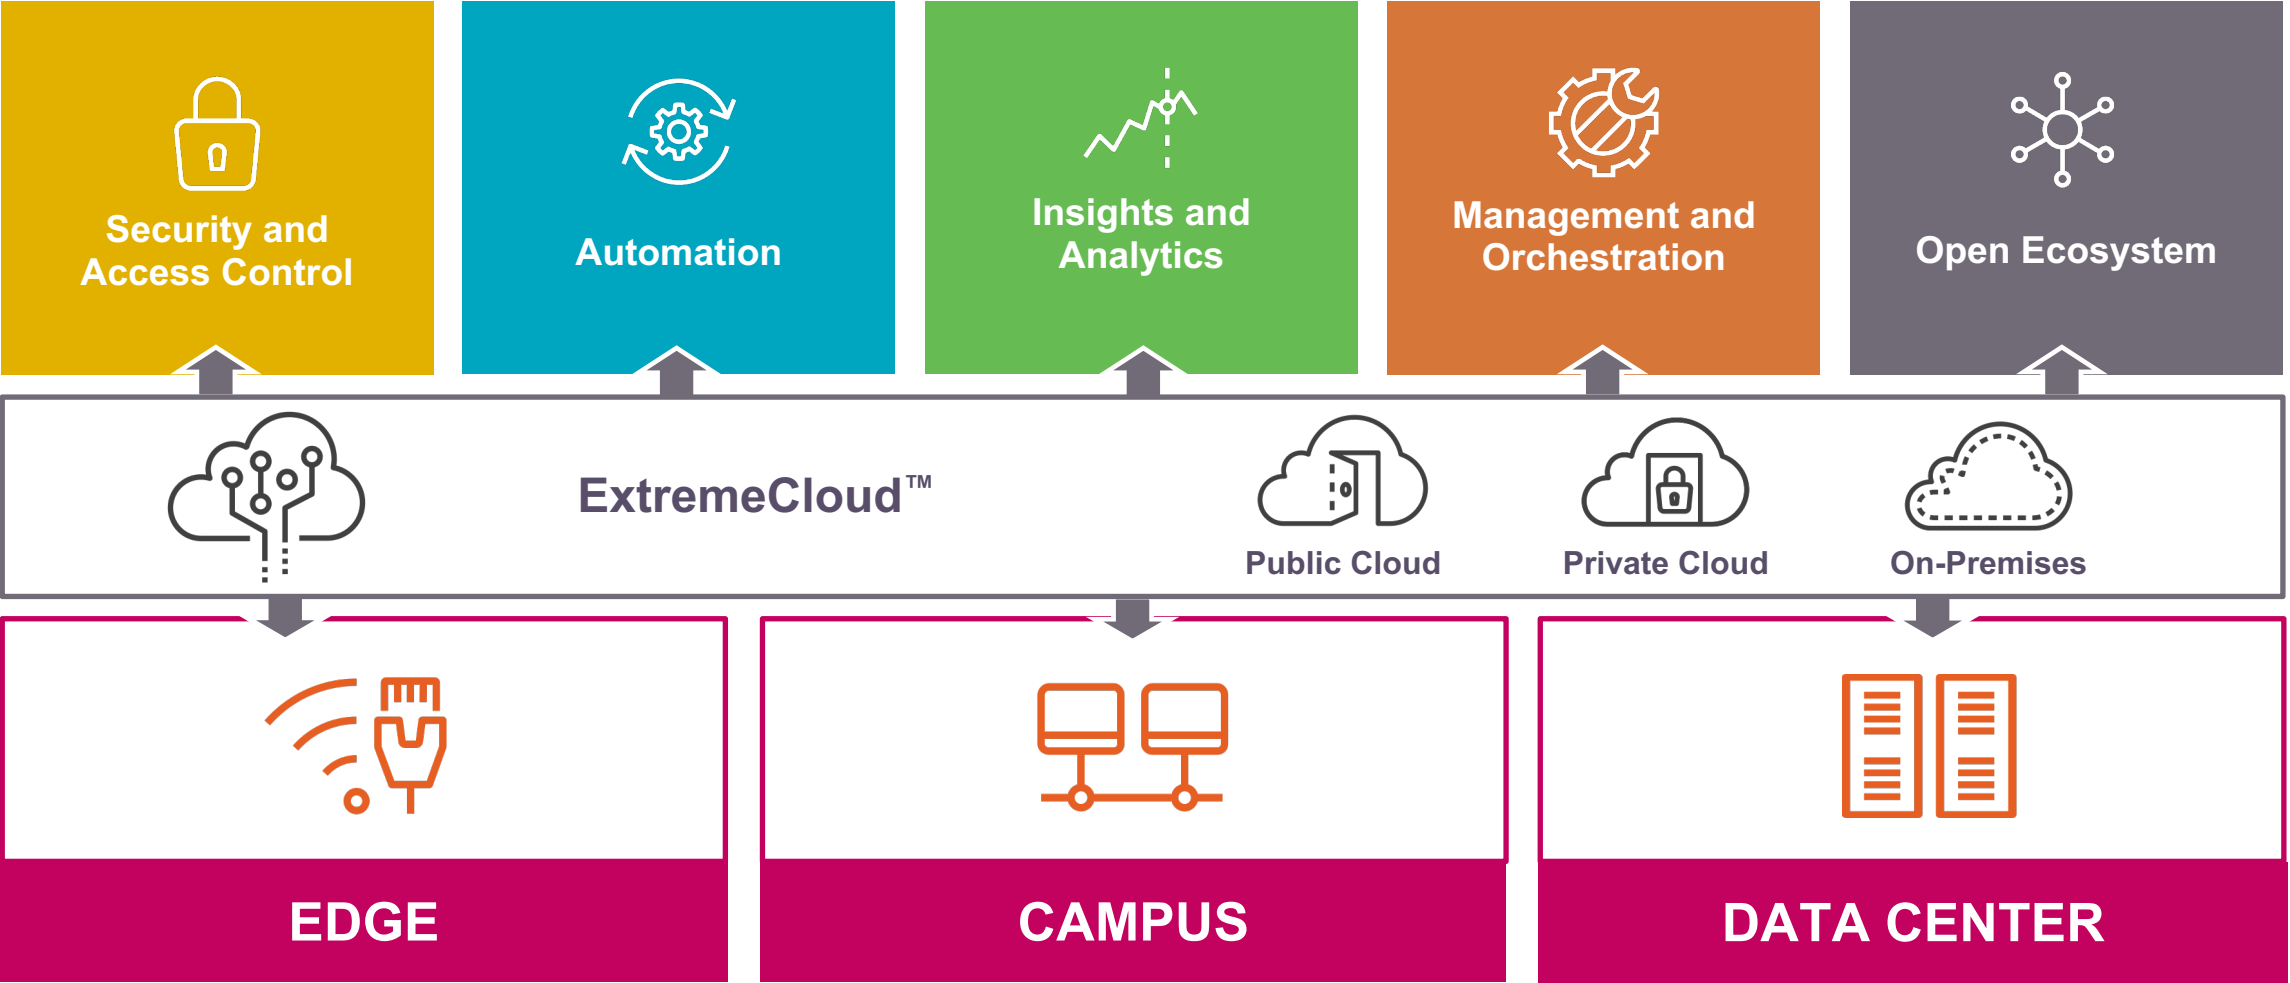 Security and
Access Control
Automation
Insights and
Analytics
Management and
Orchestration
Open Ecosystem
ExtremeCloud™
Public Cloud
Private Cloud
On-Premises
EDGE
CAMPUS
DATA CENTER